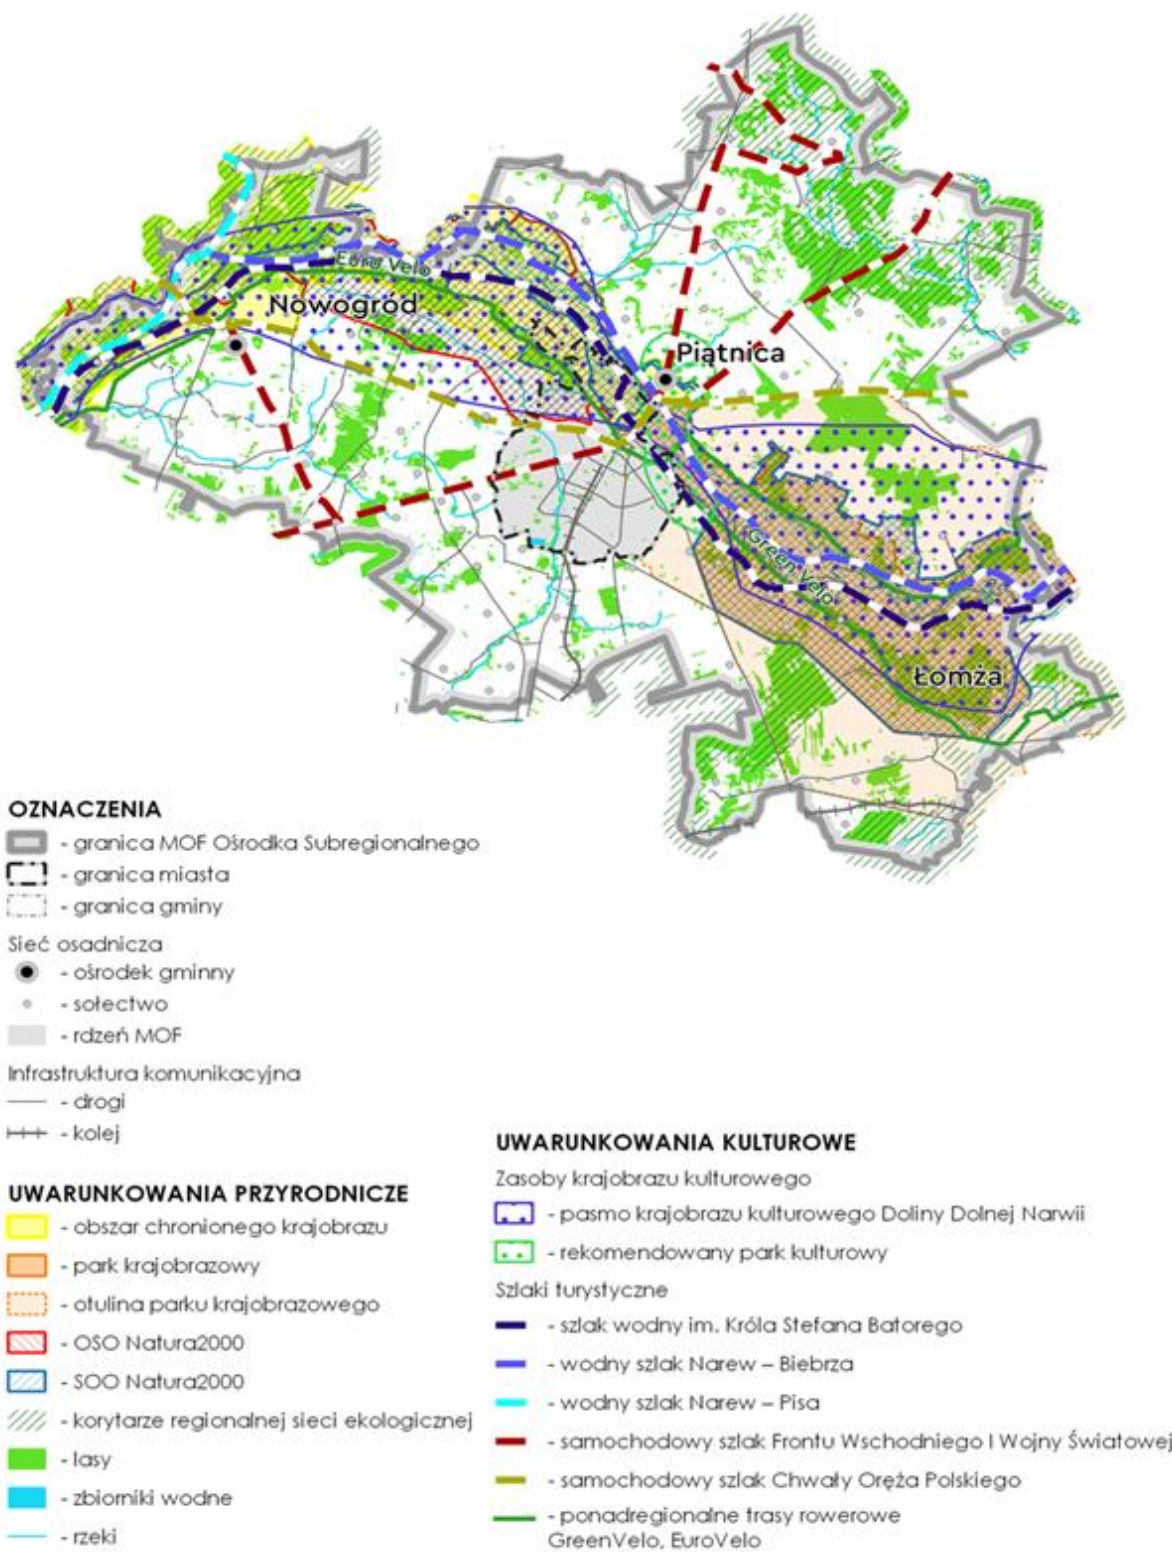 Euro Velo
Nowogród
Piątnica
Green Velo
Łomża
OZNACZENIA
- granica MOF Ośrodka Subregionalnego
- granica miasta
- granica gminy
Sieć osadnicza
- ośrodek gminny
- sołectwo
- rdzeń MOF
Infrastruktura komunikacyjna
- drogi
- kolej
UWARUNKOWANIA PRZYRODNICZE
- obszar chronionego krajobrazu
- park krajobrazowy
- otulina parku krajobrazowego
- OSO Natura2000
- SOO Natura2000
- korytarze regionalnej sieci ekologicznej
- lasy
- zbiorniki wodne
- rzeki
UWARUNKOWANIA KULTUROWE
Zasoby krajobrazu kulturowego
- pasmo krajobrazu kulturowego Doliny Dolnej Narwii
- rekomendowany park kulturowy
Szlaki turystyczne
- szlak wodny im. Króla Stefana Batorego
- wodny szlak Narew – Biebrza
- wodny szlak Narew – Pisa
- samochodowy szlak Frontu Wschodniego I Wojny Światowej
- samochodowy szlak Chwały Oręża Polskiego
- ponadregionalne trasy rowerowe
GreenVelo, EuroVelo